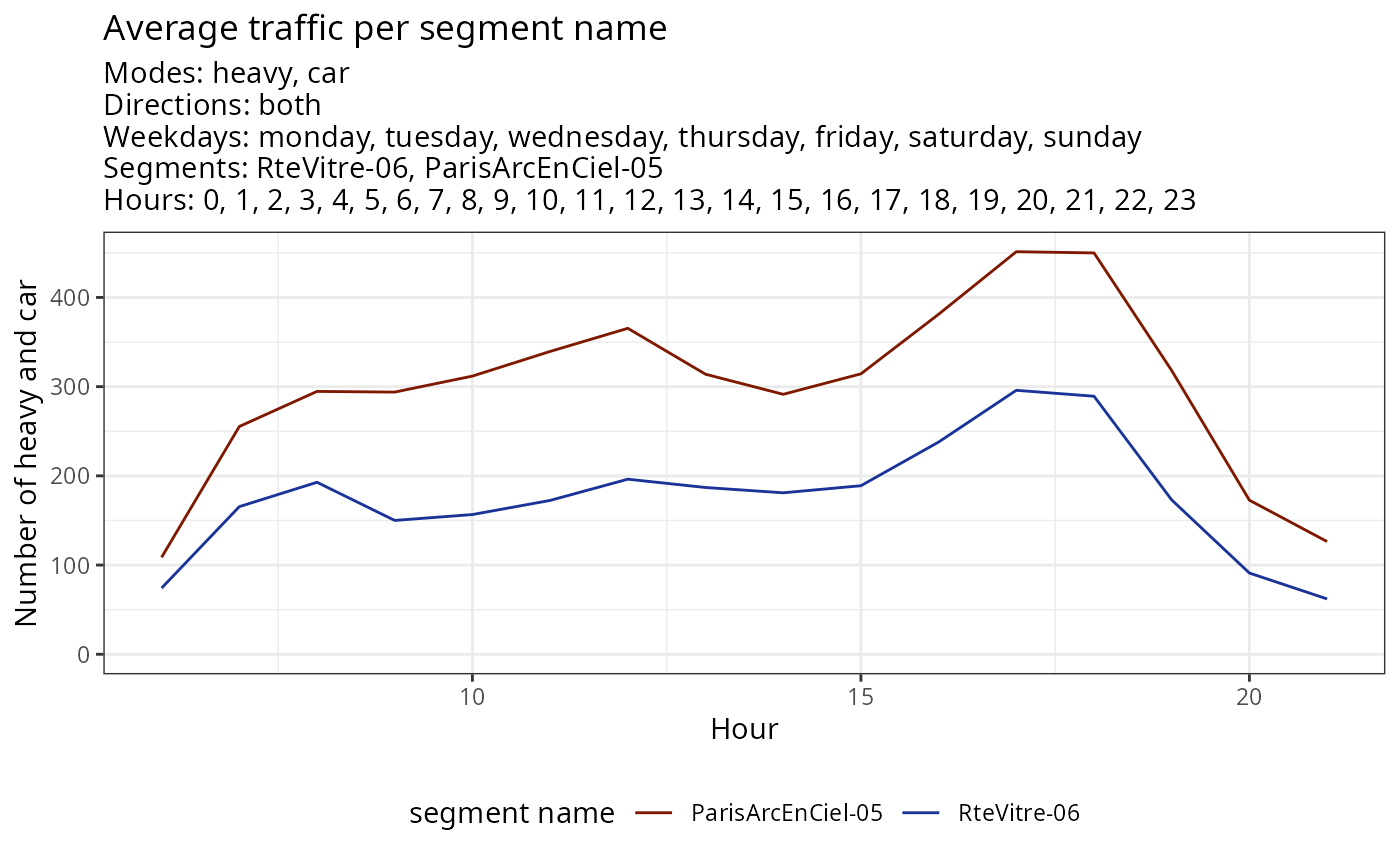 Average traffic per segment name
Modes: heavy, car
Directions: both
Weekdays: monday, tuesday, wednesday, thursday, friday, saturday, sunday
Segments: RteVitre-06, ParisArcEnCiel-05
Hours: 0, 1, 2, 3, 4, 5, 6, 7, 8, 9, 10, 11, 12, 13, 14, 15, 16, 17, 18, 19, 20, 21, 22, 23
Number of heavy and car
400
300
200
100
0
10 15 20
Hour
segment name ParisArcEnCiel-05 RteVitre-06